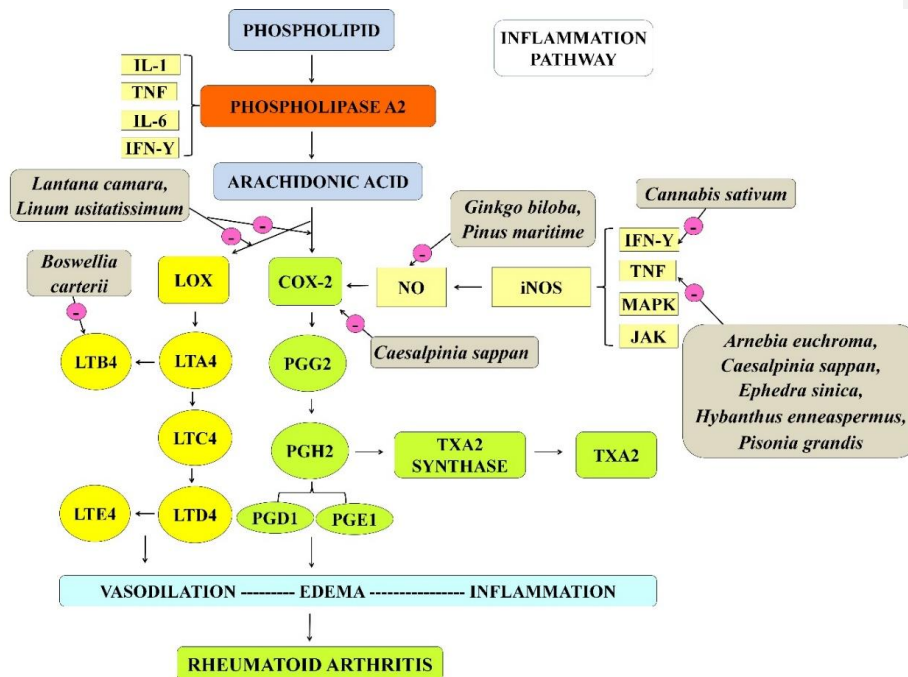 PHOSPHOLIPID
INFLAMMATION
PATHWAY
IL-1
TNF
IL-6
IFN-Y
PHOSPHOLIPASE A2
ARACHIDONIC ACID
Lantana camara,
Linum usitatissimum
-
-
Ginkgo biloba,
Pinus maritime
-
Cannabis sativum
-
Boswellia
carterii
-
LOX
COX-2
NO
iNOS
IFN-Y
TNF
MAPK
JAK
-
-
Caesalpinia sappan
Arnebia euchroma,
Caesalpinia sappan,
Ephedra sinica,
Hybanthus enneaspermus,
Pisonia grandis
LTB4
LTA4
PGG2
LTC4
PGH2
TXA2
SYNTHASE
TXA2
LTE4
LTD4
PGD1
PGE1
VASODILATION --------- EDEMA ---------------- INFLAMMATION
RHEUMATOID ARTHRITIS